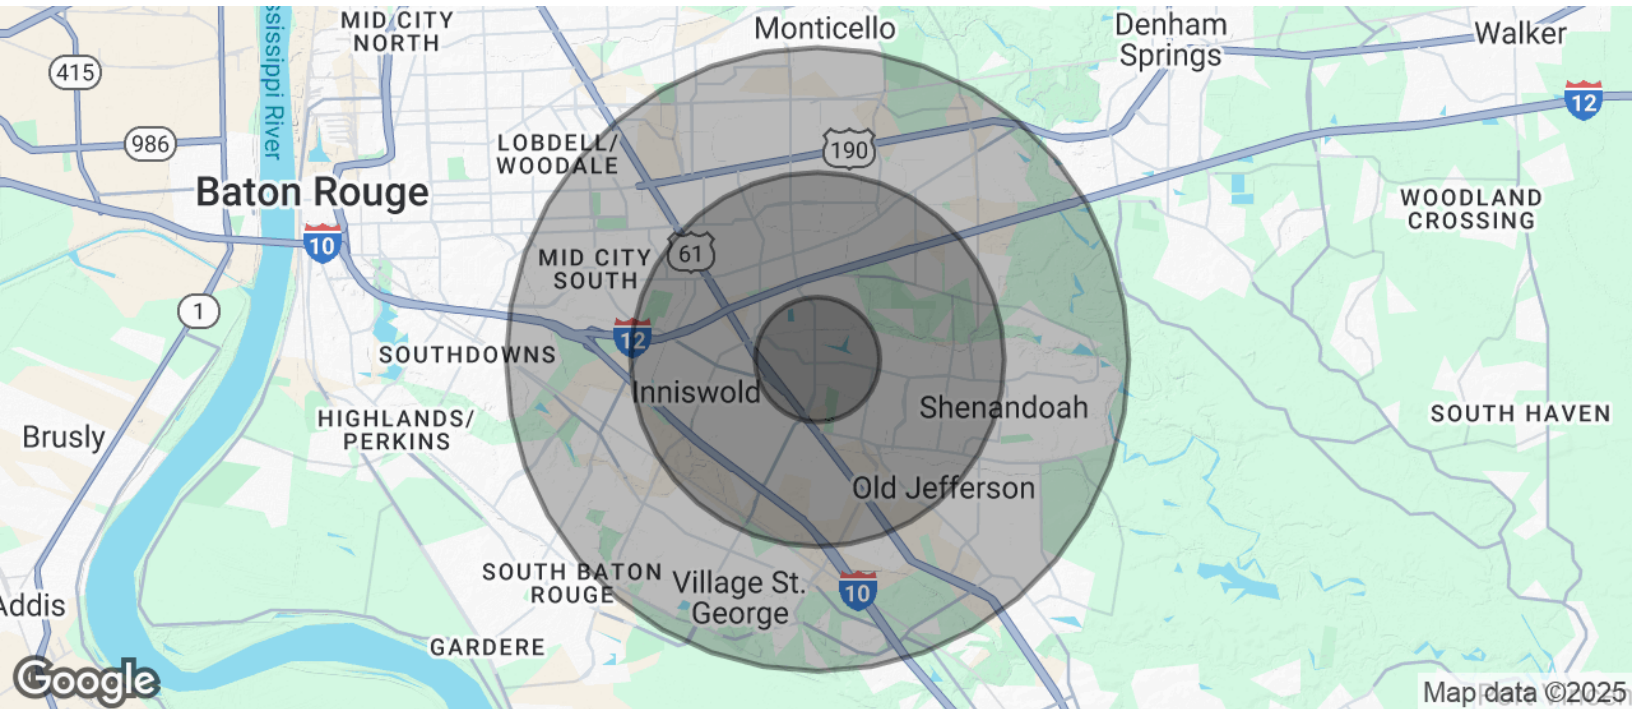 MID CITY
NORTH
Monticello
Denham
Springs
Walker
415
ssissippi River
12
986
LOBDELL/
WOODALE
190
Baton Rouge
WOODLAND
CROSSING
10
61
MID CITY
SOUTH
1
12
SOUTHDOWNS
Inniswold
Shenandoah
HIGHLANDS/
PERKINS
SOUTH HAVEN
Brusly
Old Jefferson
SOUTH BATON
ROUGE
Village St.
George
10
Addis
GARDERE
Google
Map data ©2025